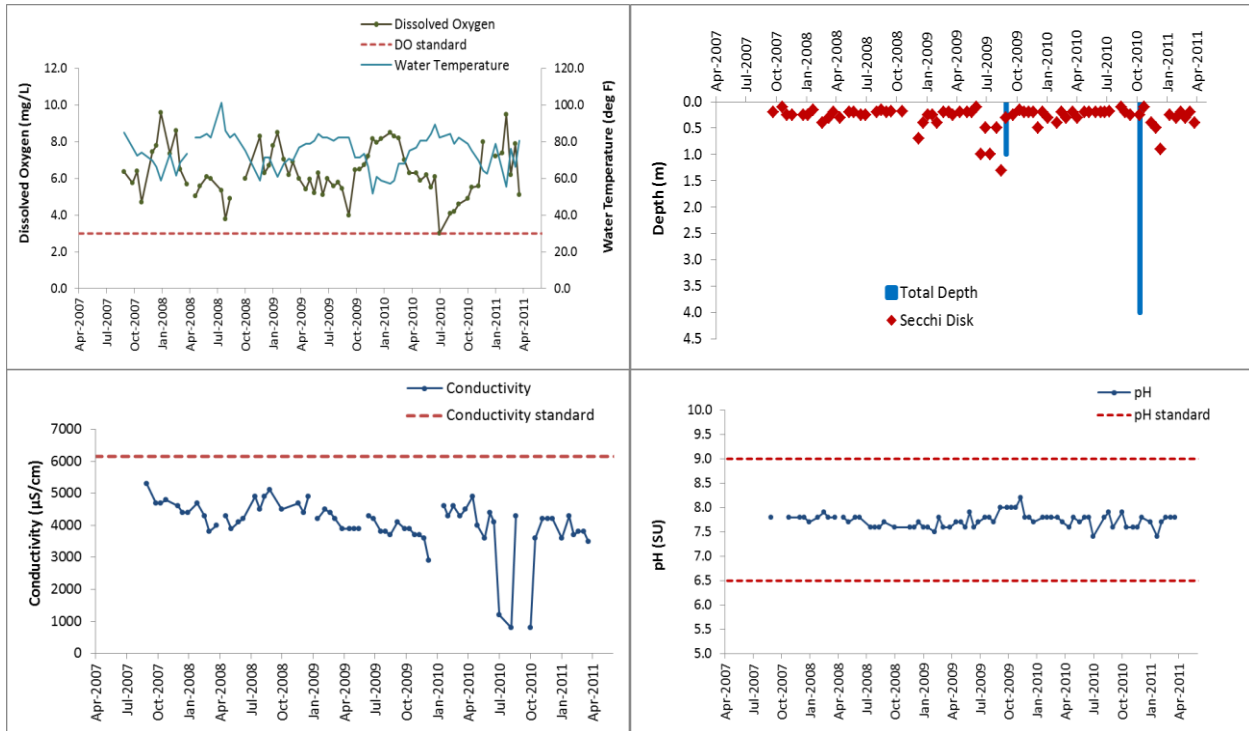 Dissolved Oxygen
DO standard
Water Temperature
12.0
10.0
8.0
6.0
4.0
2.0
0.0
Dissolved Oxygen (mg/L)
120.0
100.0
80.0
60.0
40.0
20.0
0.0
Water Temperature (deg F)
Apr-2007
Jul-2007
Oct-2007
Jan-2008
Apr-2008
Jul-2008
Oct-2008
Jan-2009
Apr-2009
Jul-2009
Oct-2009
Jan-2010
Apr-2010
Jul-2010
Oct-2010
Jan-2011
Apr-2011
Apr-2007
Jul-2007
Oct-2007
Jan-2008
Apr-2008
Jul-2008
Oct-2008
Jan-2009
Apr-2009
Jul-2009
Oct-2009
Jan-2010
Apr-2010
Jul-2010
Oct-2010
Jan-2011
Apr-2011
0.0
0.5
1.0
1.5
2.0
2.5
3.0
3.5
4.0
4.5
Depth (m)
Total Depth
Secchi Disk
Conductivity
Conductivity standard
7000
6000
5000
4000
3000
2000
1000
0
Conductivity (µS/cm)
Apr-2007
Jul-2007
Oct-2007
Jan-2008
Apr-2008
Jul-2008
Oct-2008
Jan-2009
Apr-2009
Jul-2009
Oct-2009
Jan-2010
Apr-2010
Jul-2010
Oct-2010
Jan-2011
Apr-2011
pH
pH standard
10.0
9.5
9.0
8.5
8.0
7.5
7.0
6.5
6.0
5.5
5.0
pH (SU)
Apr-2007
Jul-2007
Oct-2007
Jan-2008
Apr-2008
Jul-2008
Oct-2008
Jan-2009
Apr-2009
Jul-2009
Oct-2009
Jan-2010
Apr-2010
Jul-2010
Oct-2010
Jan-2011
Apr-2011